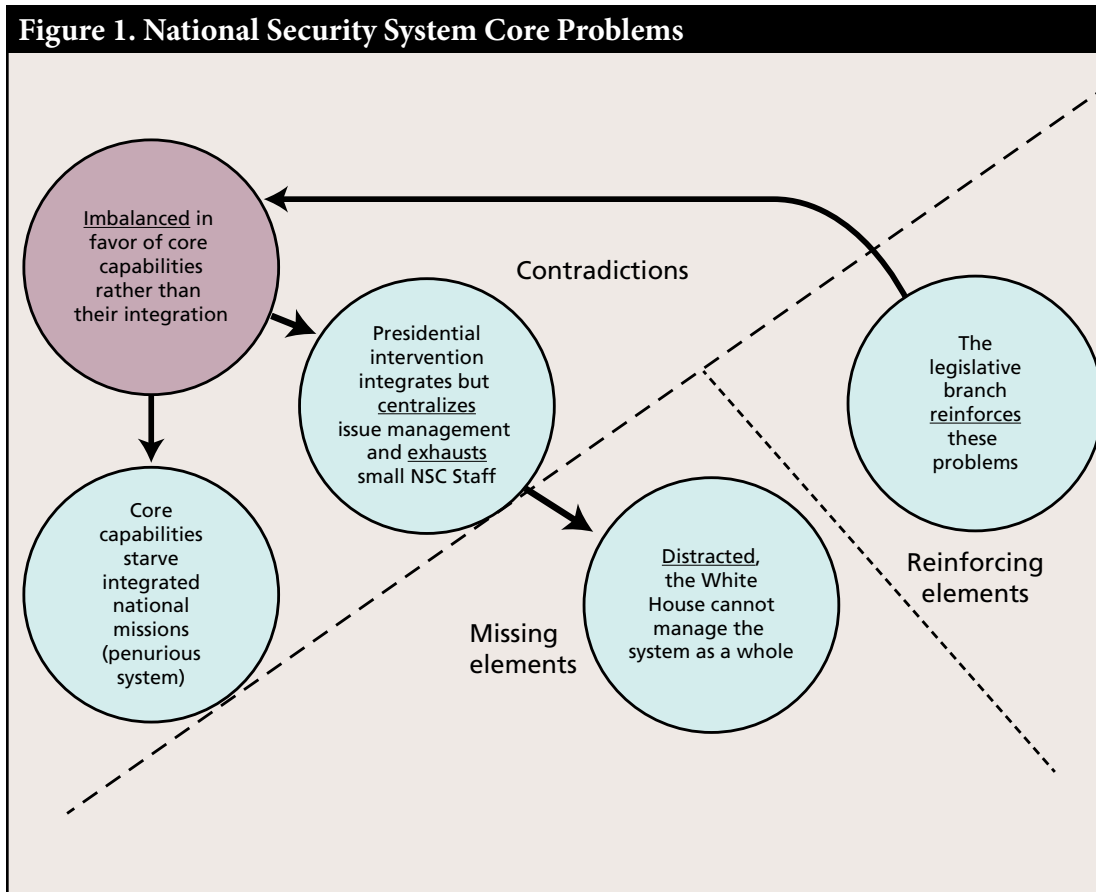 Figure 1. National Security System Core Problems
Imbalanced in
favor of core
capabilities
rather than
their integration
Contradictions
Presidential
intervention
integrates but
centralizes
issue management
and exhausts
small NSC Staff
The
legislative
branch
reinforces
these
problems
Core
capabilities
starve
integrated
national
missions
(penurious
system)
Distracted,
the White
House cannot
manage the
system as a whole
Missing
elements
Reinforcing
elements